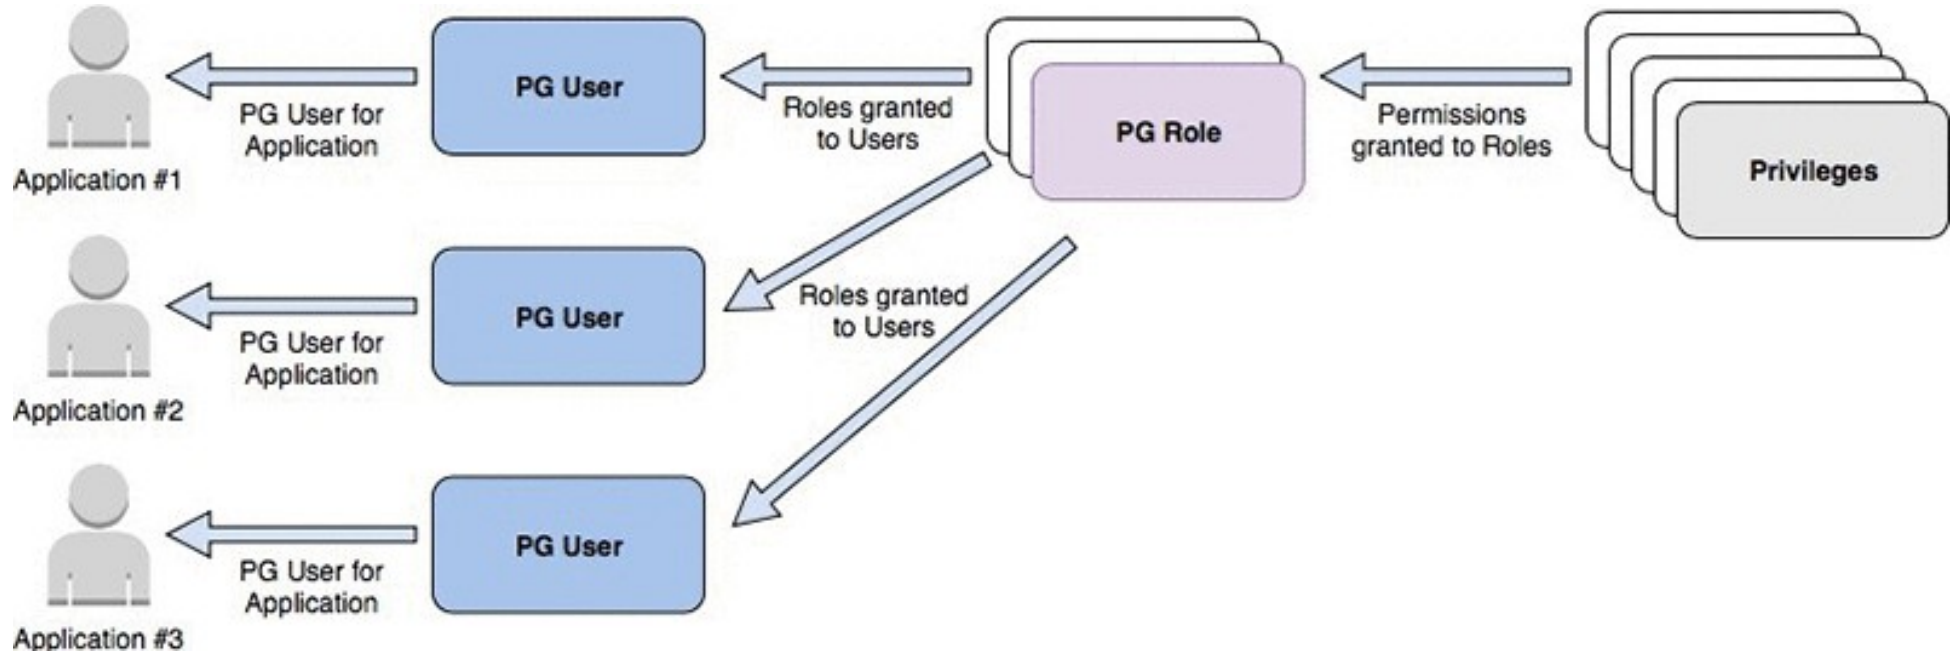 PG User
PG User for
Application
Application #1
Roles granted
to Users
PG Role
Permissions
granted to Roles
Privileges
PG User
PG User for
Application
Application #2
Roles granted
to Users
PG User
PG User for
Application
Application #3